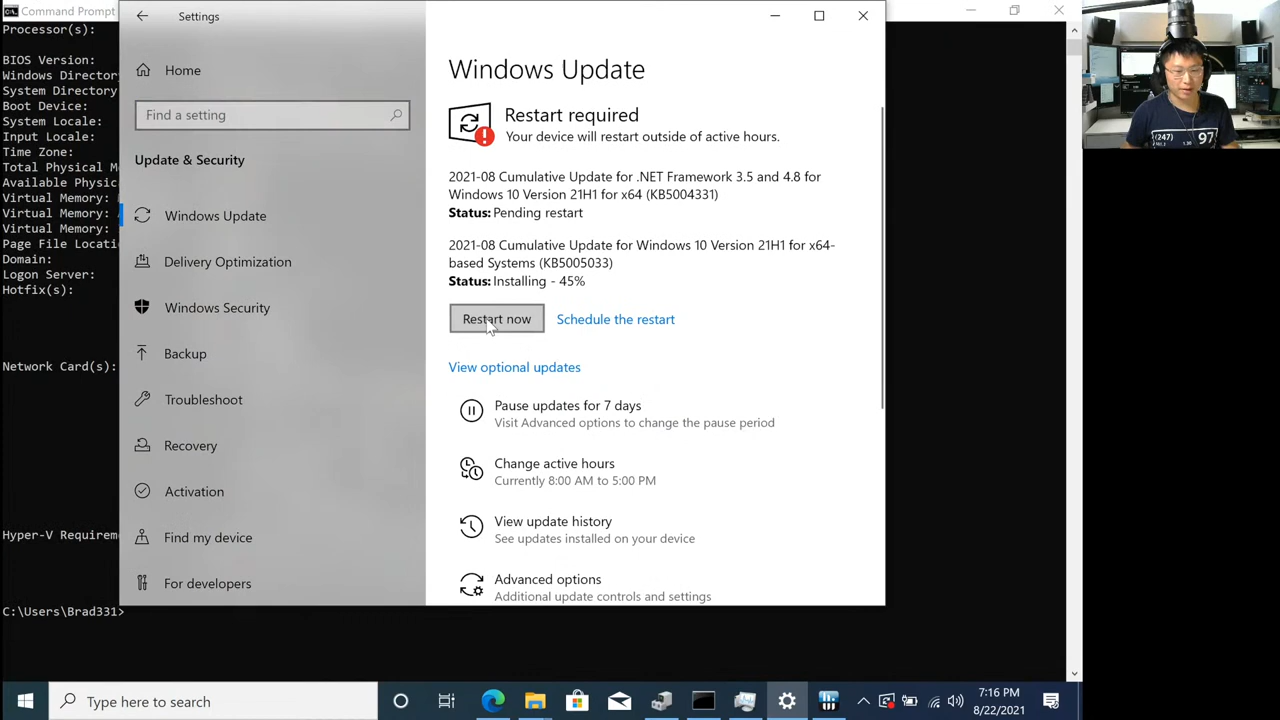 Command Prompt
Processor(s):
BIOS Version:
Windows Directory
System Directory
Boot Device:
System Locale:
Input Locale:
Time Zone:
Total Physical M
Available Physic
Virtual Memory:
Virtual Memory:
Virtual Memory:
Page File Locati
Domain:
Logon Server:
Hotfix(s):
Network Card(s):
Hyper-V Requirem
C:\Users\Brad331>
Settings
Home
Find a setting
Update & Security
Windows Update
Delivery Optimization
Windows Security
Backup
Troubleshoot
Recovery
Activation
Find my device
For developers
Windows Update
Restart required
Your device will restart outside of active hours.
2021-08 Cumulative Update for .NET Framework 3.5 and 4.8 for
Windows 10 Version 21H1 for x64 (KB5004331)
Status: Pending restart
2021-08 Cumulative Update for Windows 10 Version 21H1 for x64-
based Systems (KB5005033)
Status: Installing - 45%
Restart now Schedule the restart
View optional updates
Pause updates for 7 days
Visit Advanced options to change the pause period
Change active hours
Currently 8:00 AM to 5:00 PM
View update history
See updates installed on your device
Advanced options
Additional update controls and settings
(247) 97
Type here to search
7:16 PM
8/22/2021